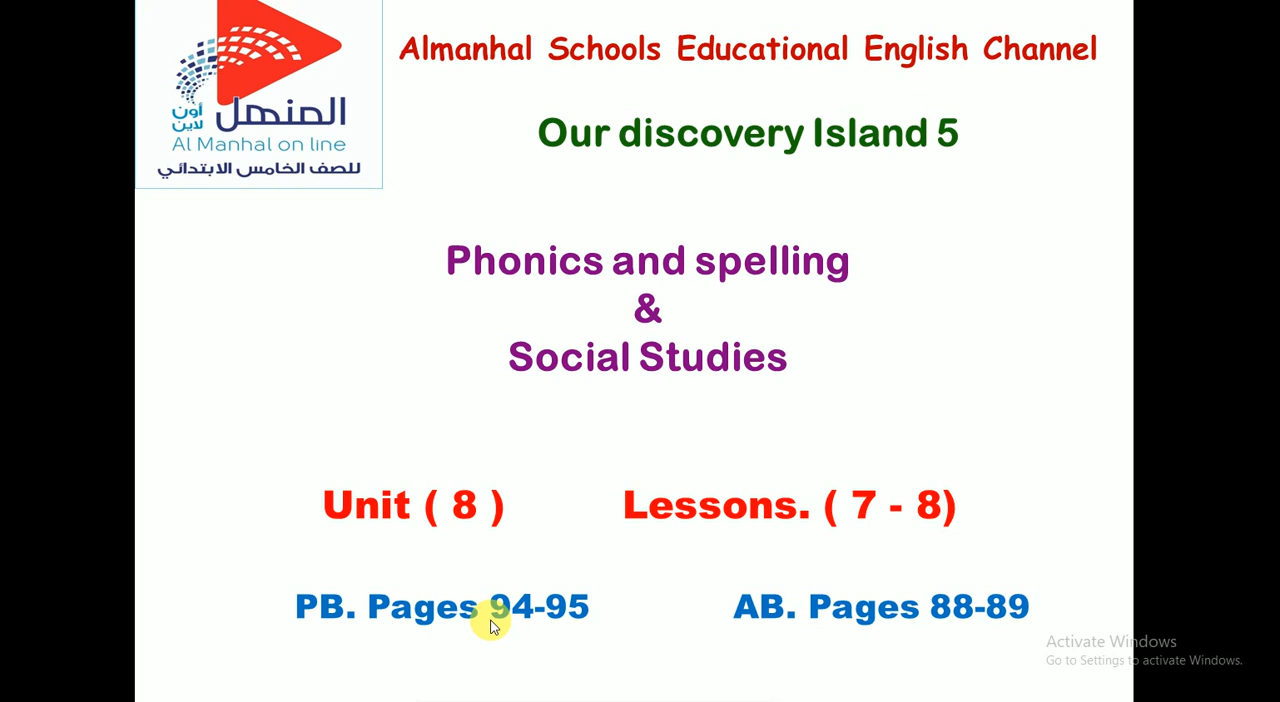 Almanhal Schools Educational English Channel
المنهل أون لاين
Al Manhal on line
للصف الخامس الابتدائي
Our discovery Island 5
Phonics and spelling
&
Social Studies
Unit ( 8 ) Lessons. ( 7 - 8)
PB. Pages 94-95 AB. Pages 88-89
Activate Windows
Go to Settings to activate Windows.